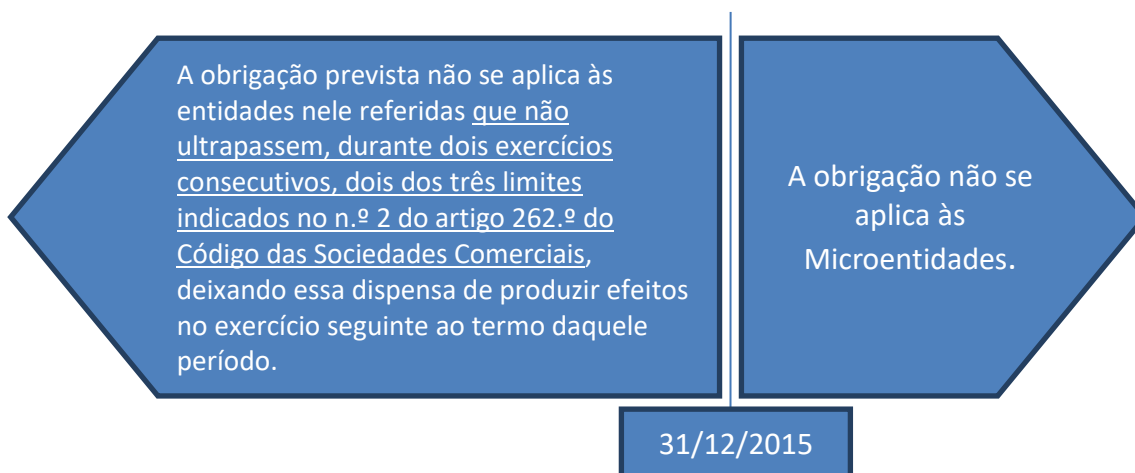 A obrigação prevista não se aplica às
entidades nele referidas que não
ultrapassem, durante dois exercícios
consecutivos, dois dos três limites
indicados no n.º 2 do artigo 262.º do
Código das Sociedades Comerciais,
deixando essa dispensa de produzir efeitos
no exercício seguinte ao termo daquele
período.
A obrigação não se
aplica às
Microentidades.
31/12/2015